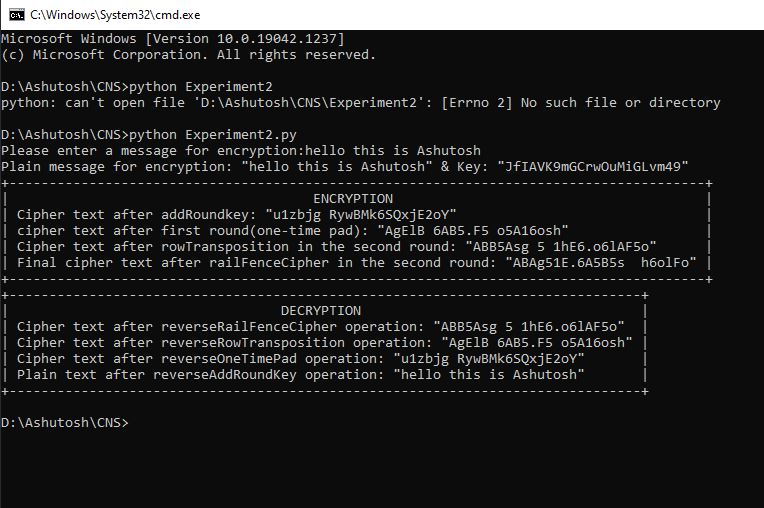 C:\Windows\System32\cmd.exe
Microsoft Windows [Version 10.0.19042.1237]
(c) Microsoft Corporation. All rights reserved.
D:\Ashutosh\CNS>python Experiment2
python: can't open file 'D:\Ashutosh\CNS\Experiment2': [Errno 2] No such file or directory
D:\Ashutosh\CNS>python Experiment2.py
Please enter a message for encryption:hello this is Ashutosh
Plain message for encryption: "hello this is Ashutosh" & Key: "JfIAVK9mGCrwOuMiGLvm49"
ENCRYPTION
Cipher text after addRoundkey: "u1zbjg RywBMk6SQxjE2oY"
cipher text after first round(one-time pad): "AgElB 6AB5.F5 o5A16osh"
Cipher text after rowTransposition in the second round: "ABB5Asg 5 1hE6.o6lAF5o"
Final cipher text after railFenceCipher in the second round: "ABAg51E.6A5B5s  h6olFo"
DECRYPTION
Cipher text after reverseRailFenceCipher operation: "ABB5Asg 5 1hE6.o6lAF5o"
Cipher text after reverseRowTransposition operation: "AgElB 6AB5.F5 o5A16osh"
Cipher text after reverseOneTimePad operation: "u1zbjg RywBMk6SQxjE2oY"
Plain text after reverseAddRoundKey operation: "hello this is Ashutosh"
D:\Ashutosh\CNS>